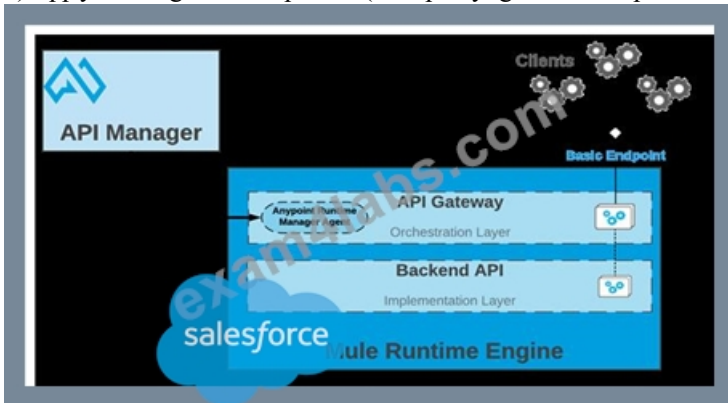 API Manager
Clients
Basic Endpoint
Anypoint Runtime
Manager Agent
API Gateway
Orchestration Layer
Backend API
Implementation Layer
Mule Runtime Engine
salesforce
exam4labs.com